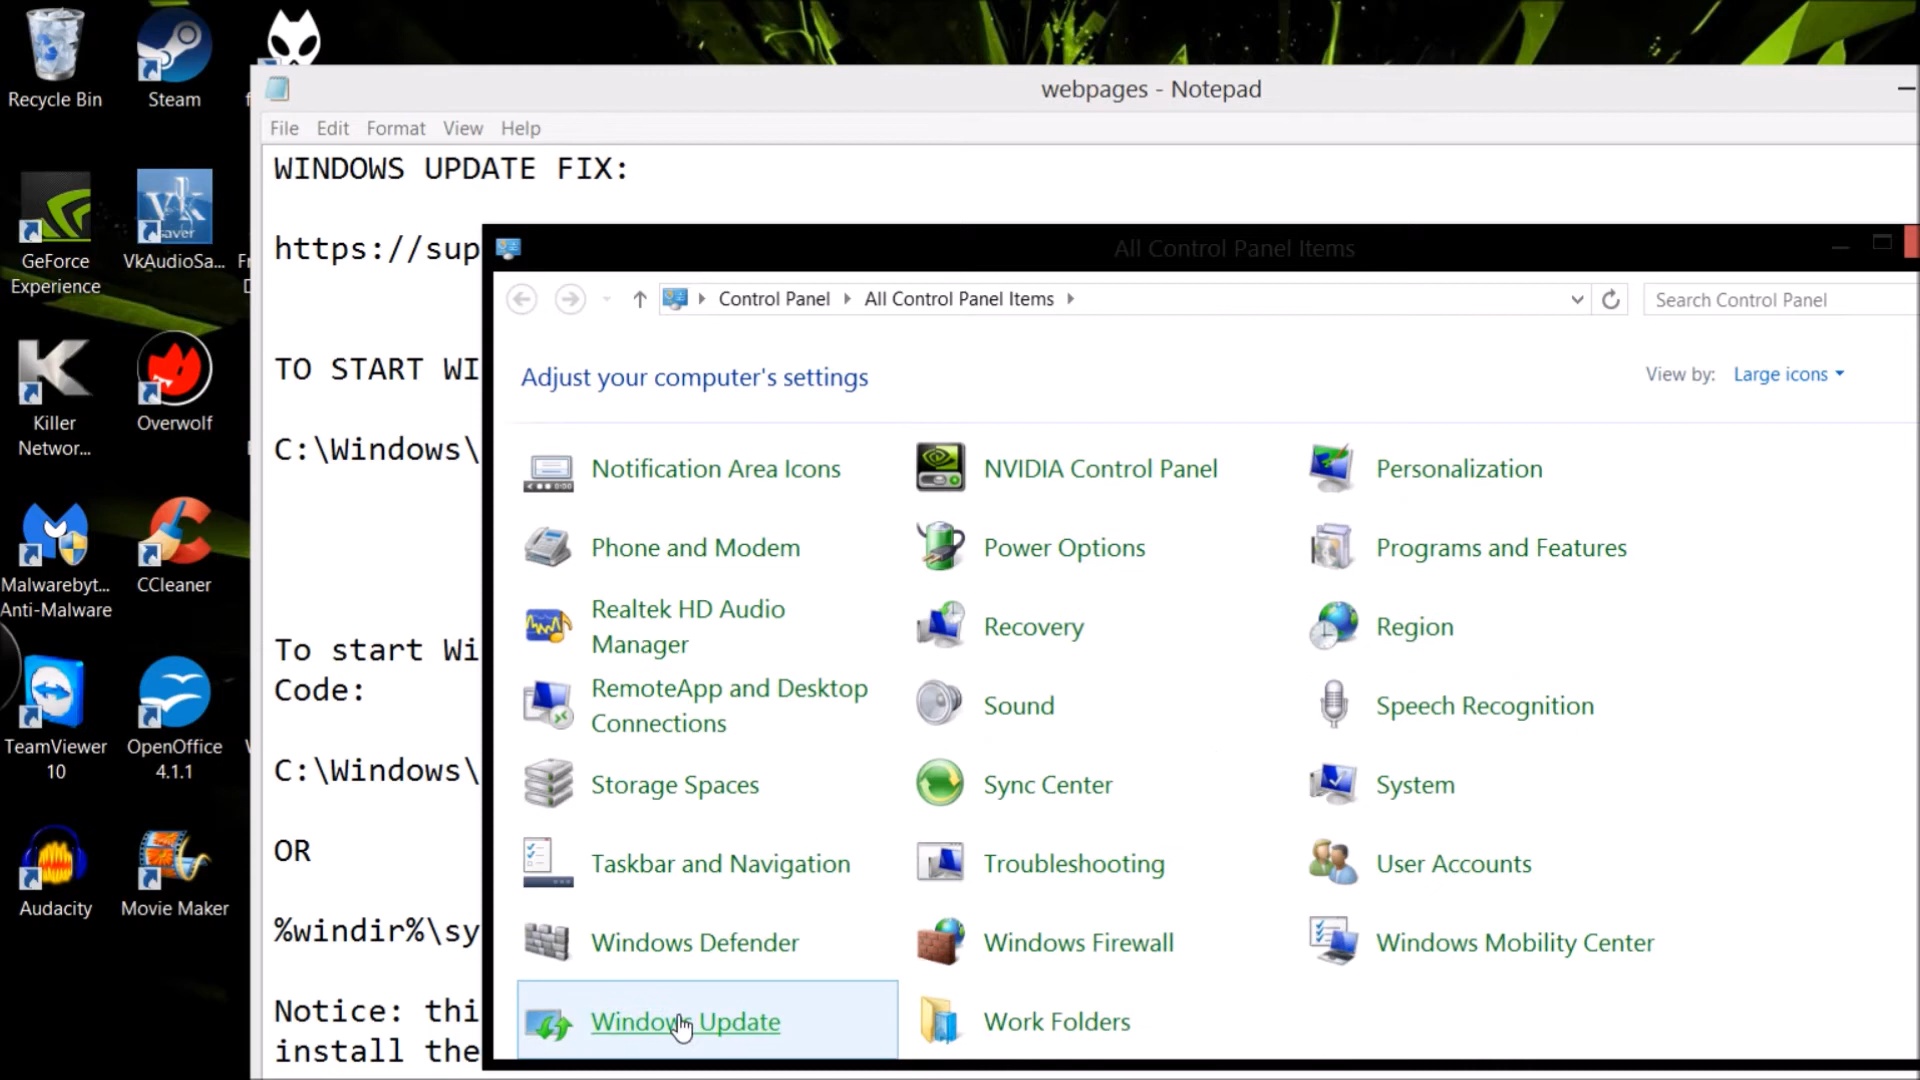 Recycle Bin
Steam
GeForce
Experience
VkAudioSa...
Killer
Networ...
Overwolf
Malwarebyt...
Anti-Malware
CCleaner
TeamViewer
10
OpenOffice
4.1.1
Audacity
Movie Maker
webpages - Notepad
File Edit Format View Help
WINDOWS UPDATE FIX:
https://sup
TO START WI
C:\Windows\
To start Wi
Code:
C:\Windows\
OR
%windir%\sy
Notice: thi
install the
All Control Panel Items
Control Panel
All Control Panel Items
Search Control Panel
Adjust your computer's settings
View by: Large icons
Notification Area Icons
NVIDIA Control Panel
Personalization
Phone and Modem
Power Options
Programs and Features
Realtek HD Audio
Manager
Recovery
Region
RemoteApp and Desktop
Connections
Sound
Speech Recognition
Storage Spaces
Sync Center
System
Taskbar and Navigation
Troubleshooting
User Accounts
Windows Defender
Windows Firewall
Windows Mobility Center
Windows Update
Work Folders